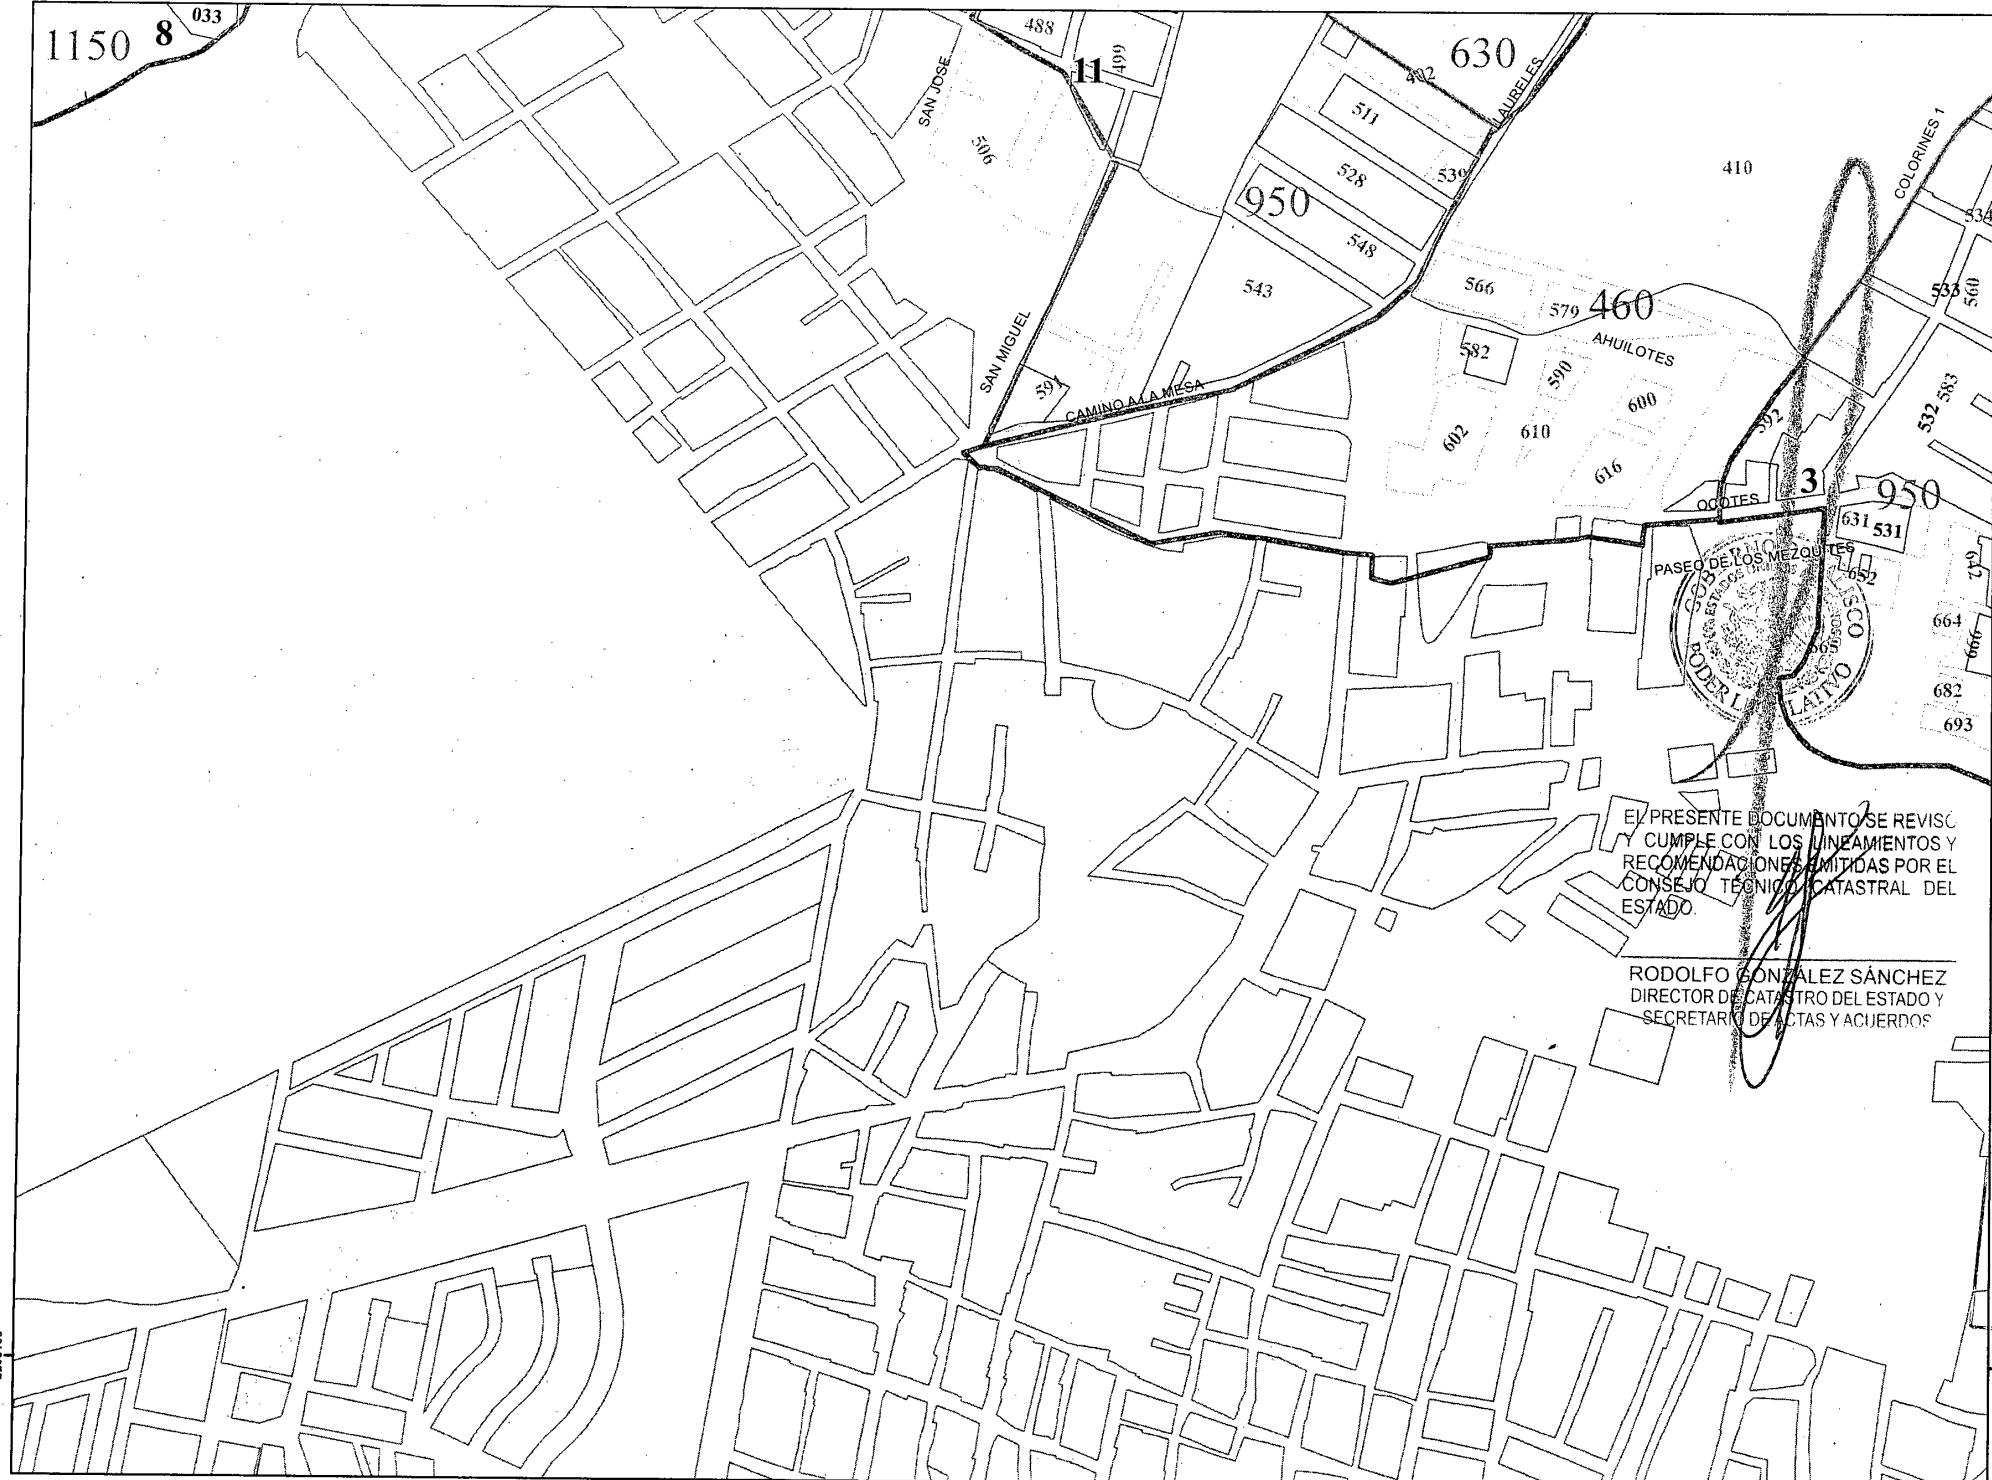 1150
8
033
488
499
11
SAN JOSE
506
630
402
LAURELES
511
528
539
950
548
543
410
COLORINES 1
534
533
560
566
579
460
AHUILOTES
582
590
600
602
610
616
592
583
532
SAN MIGUEL
591
CAMINO A LA MESA
OCOTES
3
950
631
531
PASEO DE LOS MEZQUITES
652
642
664
666
665
682
693
ESTADOS
PODER L LATIVO
EL PRESENTE DOCUMENTO SE REVISÓ
Y CUMPLE CON LOS LINEAMIENTOS Y
RECOMENDACIONES EMITIDAS POR EL
CONSEJO TÉCNICO CATASTRAL DEL
ESTADO.
RODOLFO GONZÁLEZ SÁNCHEZ
DIRECTOR DE CATASTRO DEL ESTADO Y
SECRETARIO DE ACTAS Y ACUERDOS